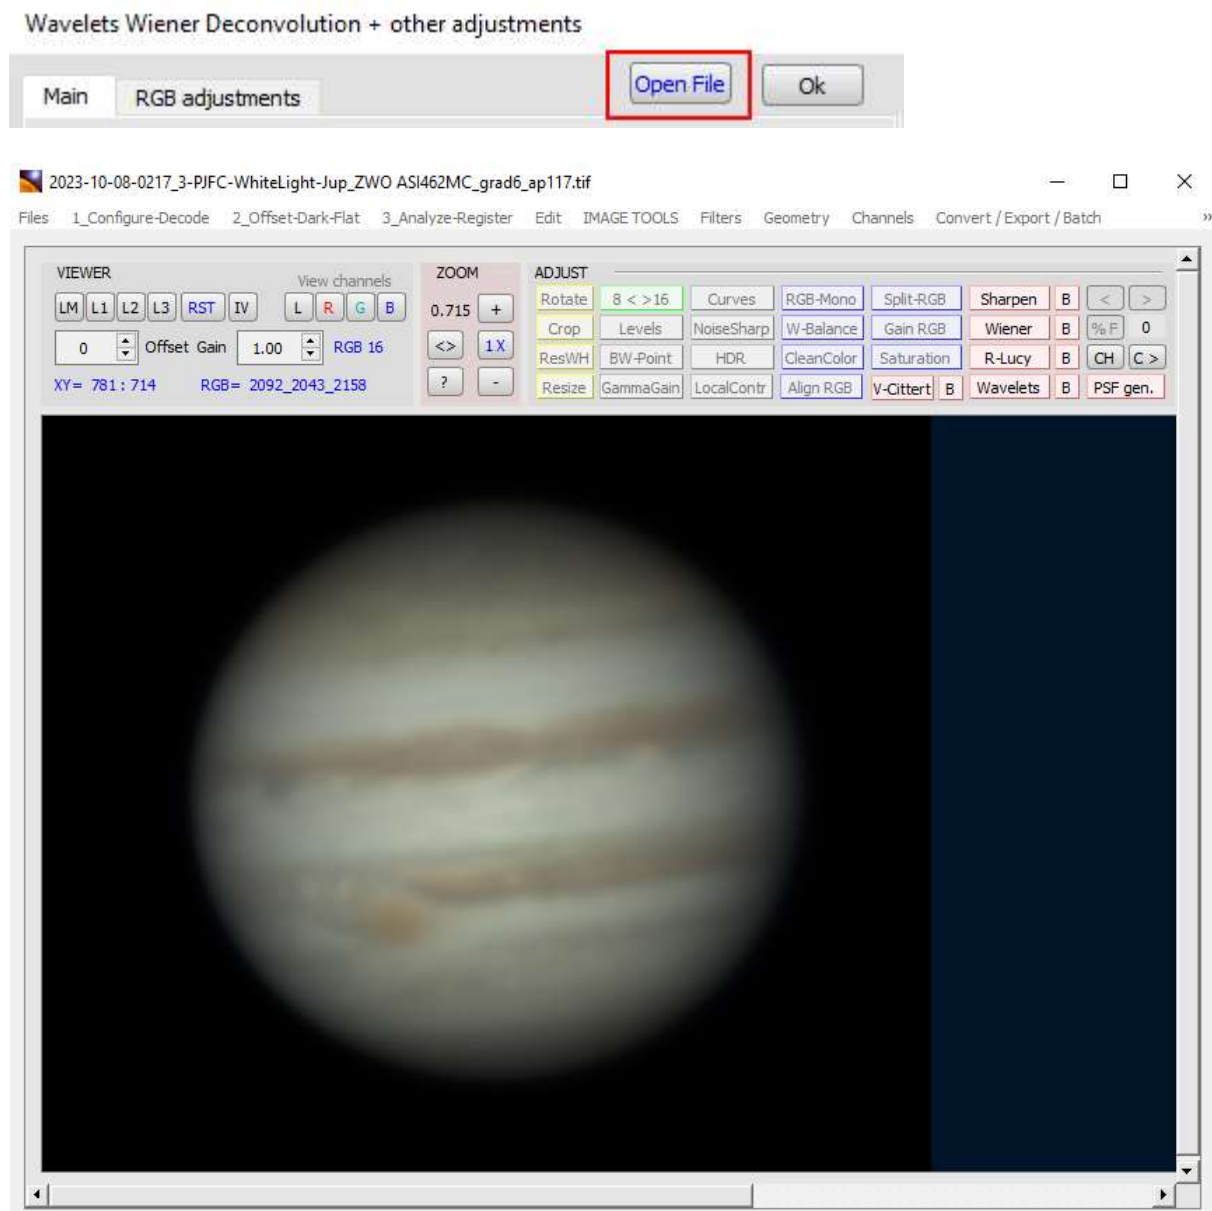 Wavelets Wiener Deconvolution + other adjustments
Main RGB adjustments Open File Ok
2023-10-08-0217_3-PJFC-WhiteLight-Jup_ZWO ASI462MC_grad6_ap117.tif
Files 1_Configure-Decode 2_Offset-Dark-Flat 3_Analyze-Register Edit IMAGE TOOLS Filters Geometry Channels Convert / Export / Batch »
VIEWER View channels ZOOM ADJUST
LM L1 L2 L3 RST IV L R G B 0.715 + Rotate 8 < >16 Curves RGB-Mono Split-RGB Sharpen B < >
Crop Levels NoiseSharp W-Balance Gain RGB Wiener B % F 0
0 Offset Gain 1.00 RGB 16 <> 1X ResWH BW-Point HDR CleanColor Saturation R-Lucy B CH C >
XY= 781 : 714 RGB= 2092_2043_2158 ? - Resize GammaGain LocalContr Align RGB V-Cittert B Wavelets B PSF gen.